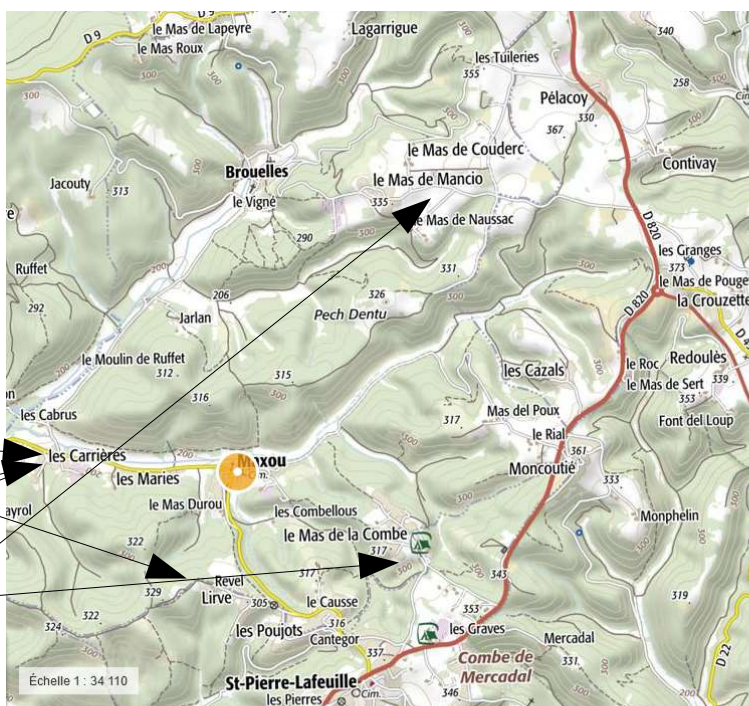 D 9
D 9
le Mas de Lapeyre
le Mas Roux
Lagarrigue
340
les Tuileries
355
258
300
Pélacoy
330
367
le Mas de Couderc
Brouelles
Contivay
le Mas de Mancio
Jacouty
313
le Vigné
335
le Mas de Naussac
D 820
290
les Granges
373
Ruffet
200
331
le Mas de Pouge
206
326
D 820
la Crouzette
292
Jarlan
Pech Dentu
Redoulès
le Moulin de Ruffet
312
315
les Cazals
le Roc
339
le Mas de Sert
353
316
les Cabrus
317
Mas del Poux
Font del Loup
le Rial
les Carrières
200
Maxou
361
Cim.
Moncoutié
les Maries
333
ayrol
le Mas Durou
les Combellous
Monphelin
322
le Mas de la Combe
317
300
Revel
317
343
329
Lirve
305
le Causse
353
319
322
316
324
les Poujots
les Graves
Cantegor
337
Mercadal
D 22
Combe de
331
Mercadal
Échelle 1 : 34 110
St-Pierre-Lafeuille
346
les Pierres
Cim.